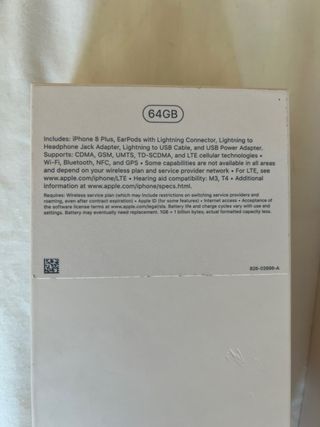 64GB
Includes: iPhone 8 Plus, EarPods with Lightning Connector, Lightning to
Headphone Jack Adapter, Lightning to USB Cable, and USB Power Adapter.
Supports: CDMA, GSM, UMTS, TD-SCDMA, and LTE cellular technologies •
Wi-Fi, Bluetooth, NFC, and GPS • Some capabilities are not available in all areas
and depend on your wireless plan and service provider network • For LTE, see
www.apple.com/iphone/LTE • Hearing aid compatibility: M3, T4 • Additional
information at www.apple.com/iphone/specs.html.
Requires: Wireless service plan (which may include restrictions on switching service providers and
roaming, even after contract expiration) • Apple ID (for some features) • Internet access • Acceptance of
the software license terms at www.apple.com/legal/sla. Battery life and charge cycles vary with use and
settings. Battery may eventually need replacement. 1GB = 1 billion bytes; actual formatted capacity less.